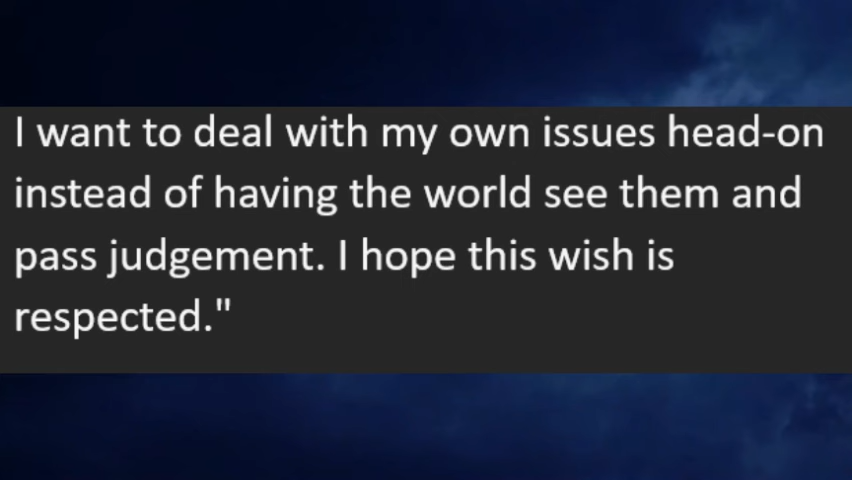 I want to deal with my own issues head-on
instead of having the world see them and
pass judgement. I hope this wish is
respected."